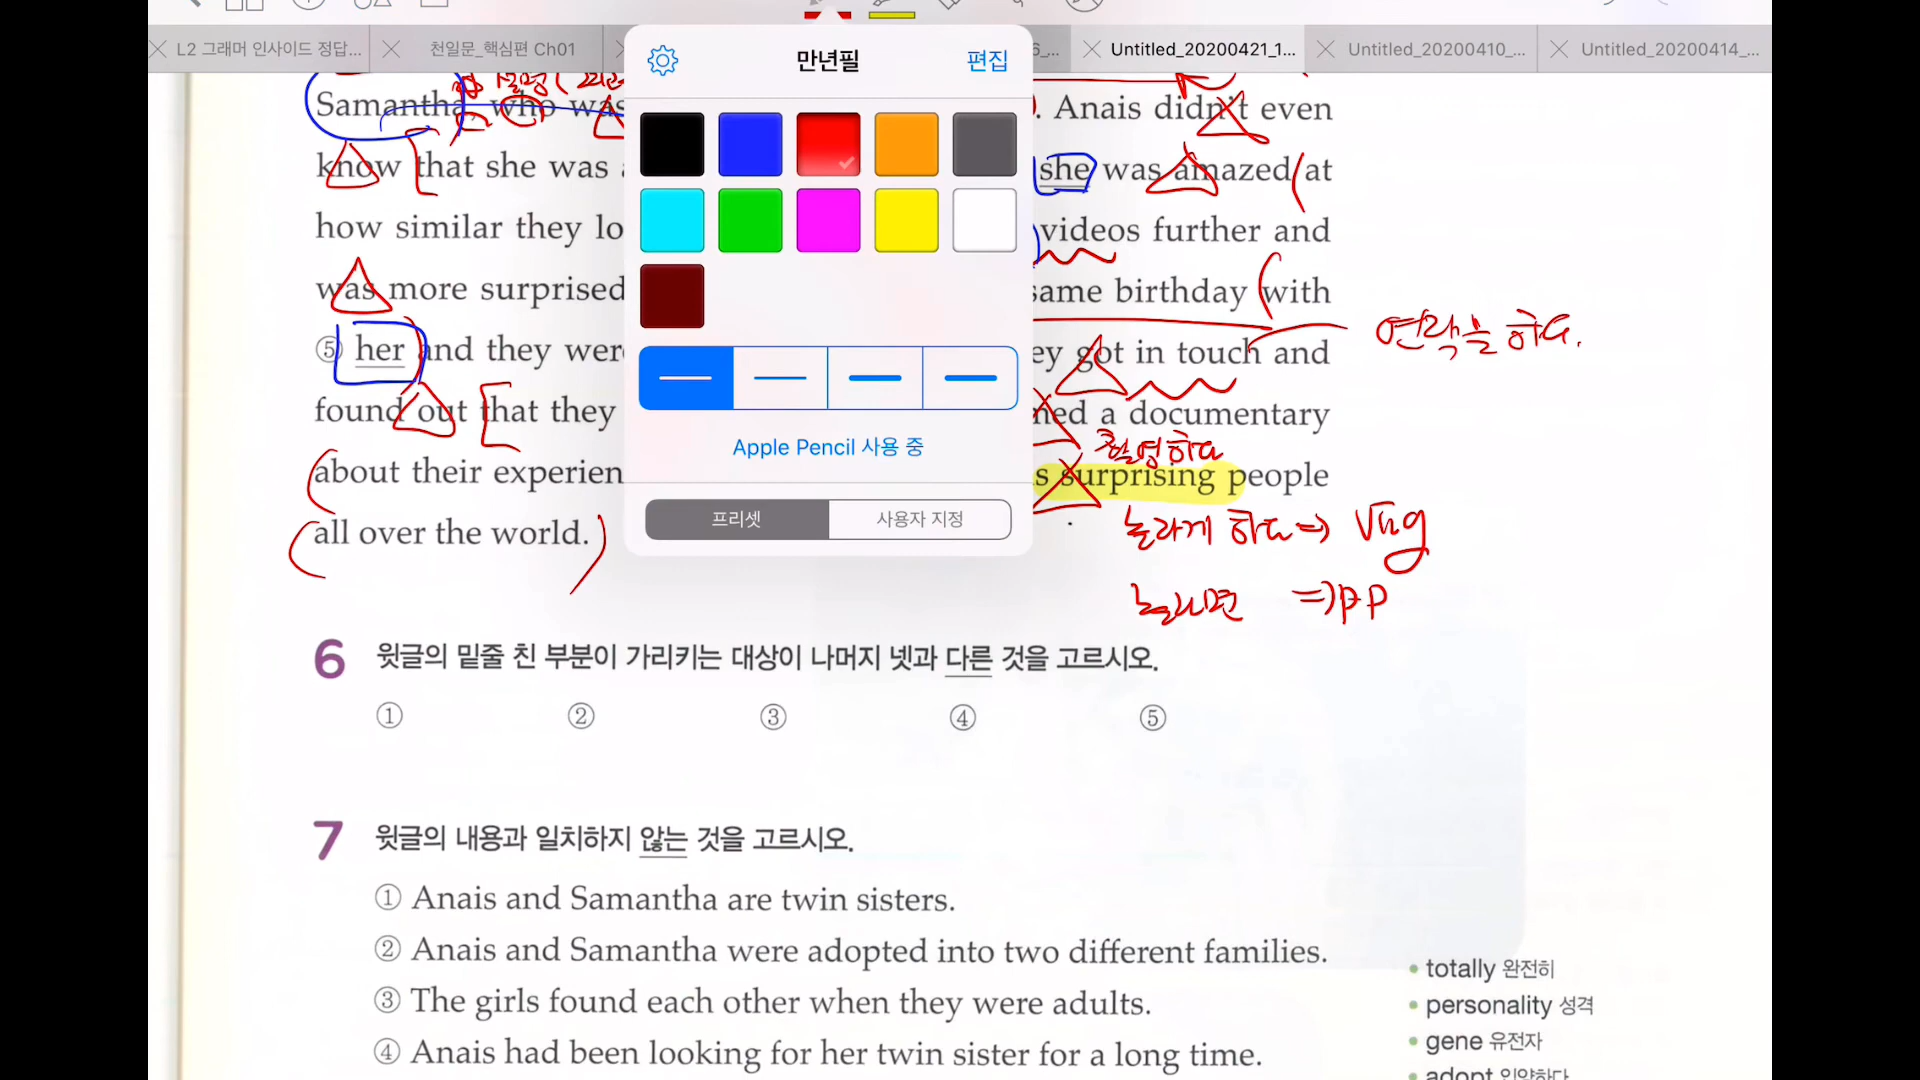 L2 그래머 인사이드 정답...
천일문_핵심편 Ch01
6_...
Untitled_20200421_1...
Untitled_20200410_...
Untitled_20200414_...
만년필
편집
Apple Pencil 사용 중
프리셋
사용자 지정
Samantha, who was . Anais didn't even
know that she was she was amazed at
how similar they lo videos further and
was more surprised same birthday with
연락을 하다.
⑤ her and they wer ey got in touch and
found out that they med a documentary
촬영하다
about their experien s surprising people
all over the world.
놀라게 하다 => Ving
놀라면 => PP
6 윗글의 밑줄 친 부분이 가리키는 대상이 나머지 넷과 다른 것을 고르시오.
① ② ③ ④ ⑤
7 윗글의 내용과 일치하지 않는 것을 고르시오.
① Anais and Samantha are twin sisters.
② Anais and Samantha were adopted into two different families.
③ The girls found each other when they were adults.
④ Anais had been looking for her twin sister for a long time.
totally 완전히
personality 성격
gene 유전자
adopt 입양하다